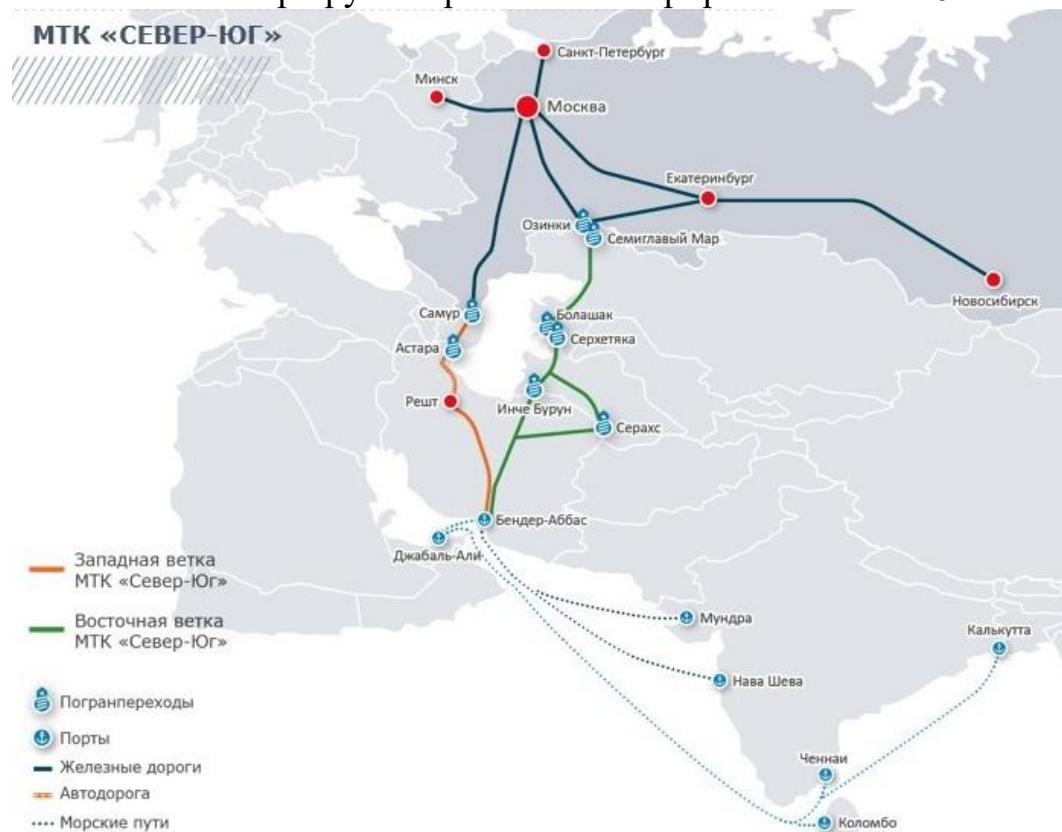 МТК «СЕВЕР-ЮГ»
Санкт-Петербург
Минск
Москва
Екатеринбург
Озинки
Семиглавый Мар
Новосибирск
Самур
Болашак
Астара
Серхетяка
Решт
Инче Бурун
Серахс
Бендер-Аббас
Джабаль-Али
Западная ветка
МТК «Север-Юг»
Восточная ветка
МТК «Север-Юг»
Мундра
Калькутта
Нава Шева
Погранпереходы
Порты
Железные дороги
Автодорога
Морские пути
Ченнаи
Коломбо